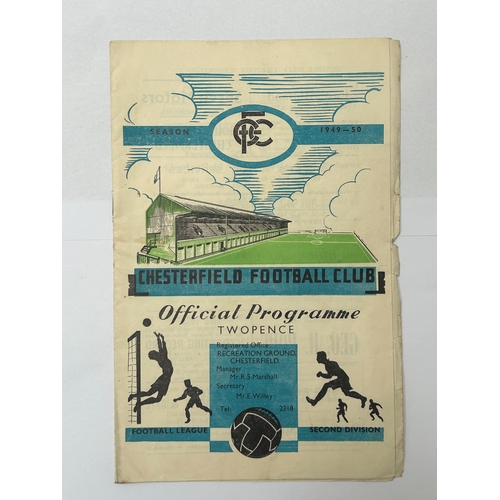 SEASON
CFC
1949-50
CHESTERFIELD FOOTBALL CLUB
Official Programme
TWOPENCE
Registered Office
RECREATION GROUND,
CHESTERFIELD.
Manager
Mr. R. S. Marshall
Secretary
Mr. E. Willey
Tel: 2318
FOOTBALL LEAGUE
SECOND DIVISION